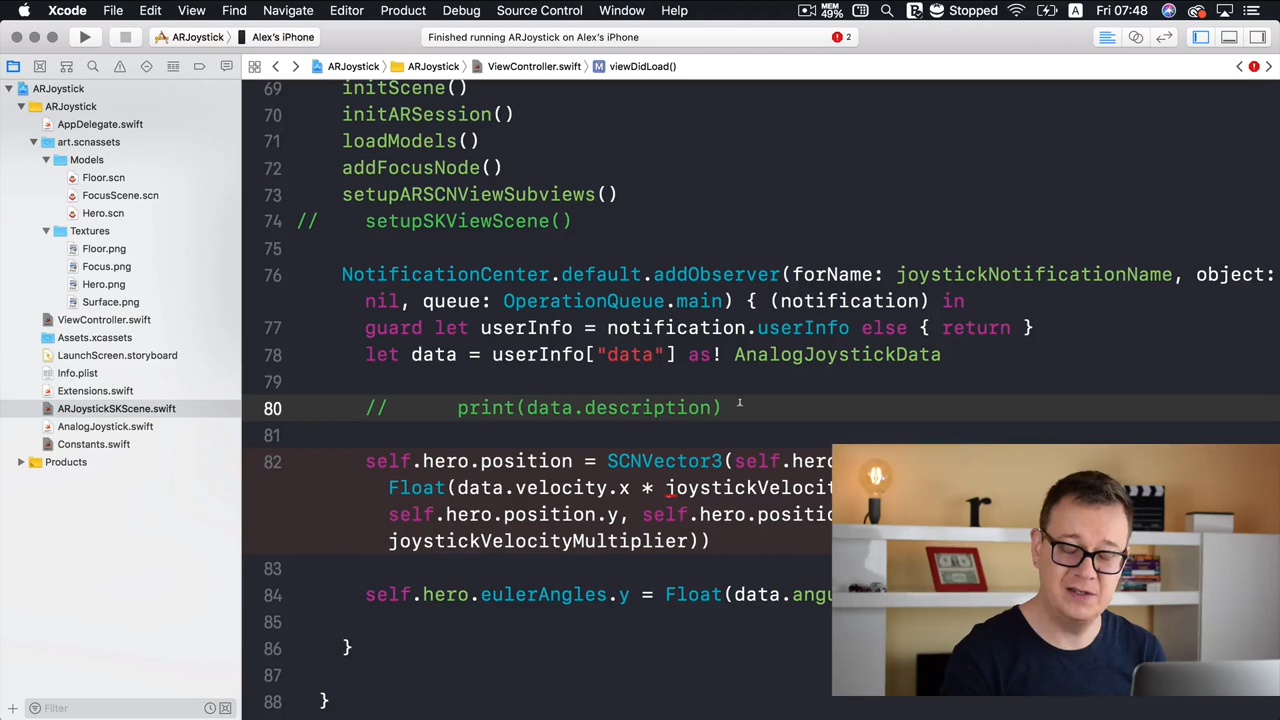 Xcode File Edit View Find Navigate Editor Product Debug Source Control Window Help MEM 49% A Stopped Fri 07:48
ARJoystick Alex's iPhone Finished running ARJoystick on Alex's iPhone 2
ARJoystick ARJoystick ViewController.swift M viewDidLoad()
ARJoystick
ARJoystick
AppDelegate.swift
art.scnassets
Models
Floor.scn
FocusScene.scn
Hero.scn
Textures
Floor.png
Focus.png
Hero.png
Surface.png
ViewController.swift
Assets.xcassets
LaunchScreen.storyboard
Info.plist
Extensions.swift
ARJoystickSKScene.swift
AnalogJoystick.swift
Constants.swift
Products
Filter
69 initScene()
70 initARSession()
71 loadModels()
72 addFocusNode()
73 setupARSCNViewSubviews()
74 // setupSKViewScene()
75
76 NotificationCenter.default.addObserver(forName: joystickNotificationName, object:
nil, queue: OperationQueue.main) { (notification) in
77 guard let userInfo = notification.userInfo else { return }
78 let data = userInfo["data"] as! AnalogJoystickData
79
80 // print(data.description)
81
82 self.hero.position = SCNVector3(self.hero
Float(data.velocity.x * joystickVelocit
self.hero.position.y, self.hero.positio
joystickVelocityMultiplier))
83
84 self.hero.eulerAngles.y = Float(data.angu
85
86 }
87
88 }